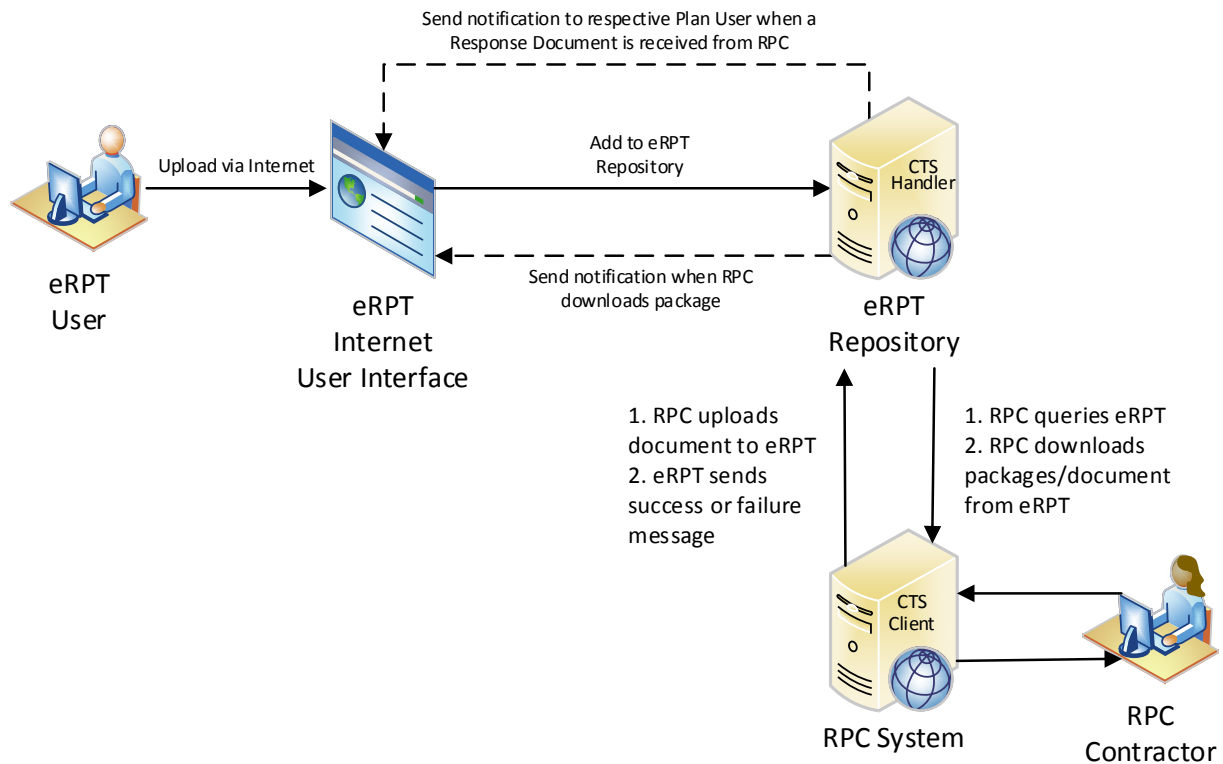 Send notification to respective Plan User when a
Response Document is received from RPC
Upload via Internet
Add to eRPT
Repository
CTS
Handler
Send notification when RPC
downloads package
eRPT
User
eRPT
Internet
User Interface
eRPT
Repository
1. RPC uploads
document to eRPT
2. eRPT sends
success or failure
message
1. RPC queries eRPT
2. RPC downloads
packages/document
from eRPT
CTS
Client
RPC System
RPC
Contractor